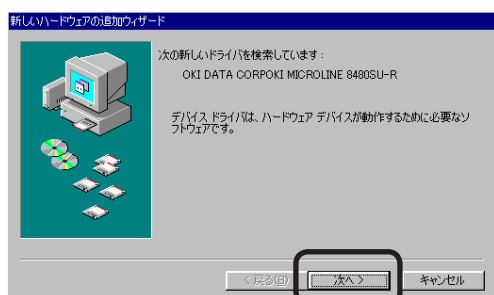 新しいハードウェアの追加ウィザード
次の新しいドライバを検索しています：
OKI DATA CORPOKI MICROLINE 8480SU-R
デバイス ドライバは、ハードウェア デバイスが動作するために必要なソ
フトウェアです。
< 戻る(B)
次へ >
キャンセル